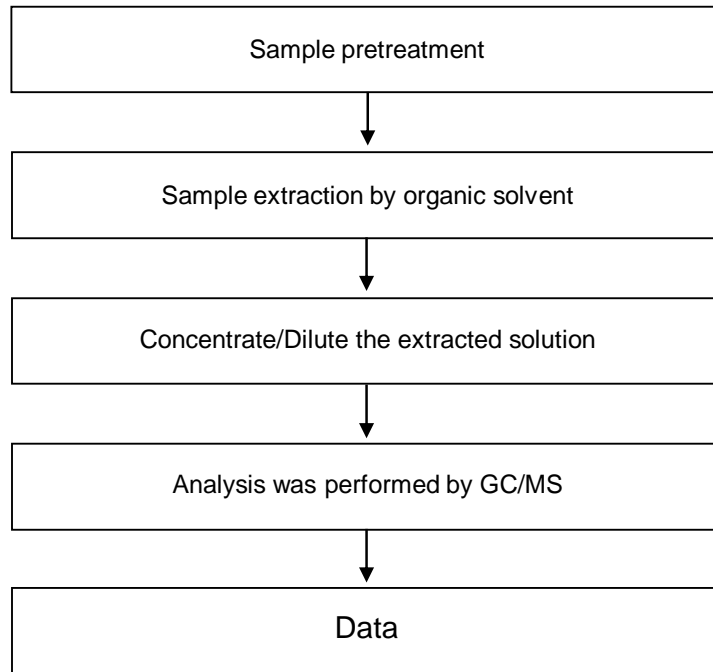 Sample pretreatment
Sample extraction by organic solvent
Concentrate/Dilute the extracted solution
Analysis was performed by GC/MS
Data